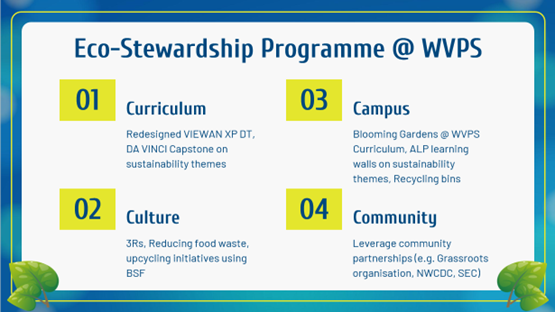 Eco-Stewardship Programme @ WVPS
01
Curriculum
Redesigned VIEWAN XP DT,
DA VINCI Capstone on
sustainability themes
02
Culture
3Rs, Reducing food waste,
upcycling initiatives using
BSF
03
Campus
Blooming Gardens @ WVPS
Curriculum, ALP learning
walls on sustainability
themes, Recycling bins
04
Community
Leverage community
partnerships (e.g. Grassroots
organisation, NWCDC, SEC)